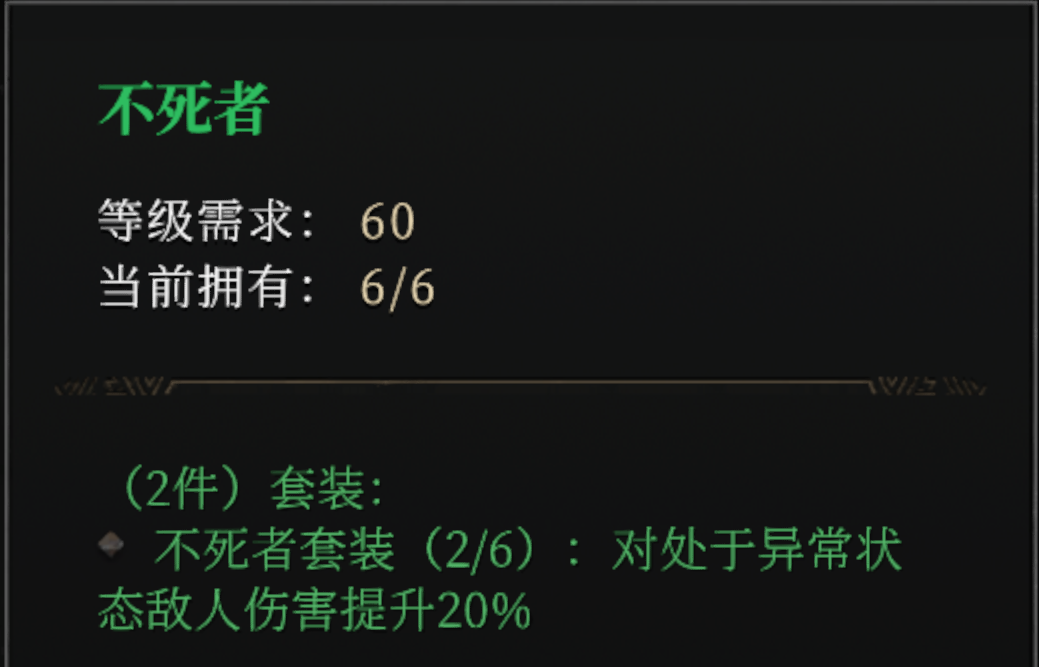 不死者
等级需求： 60
当前拥有： 6/6
（2件）套装：
不死者套装（2/6）：对处于异常状
态敌人伤害提升20%